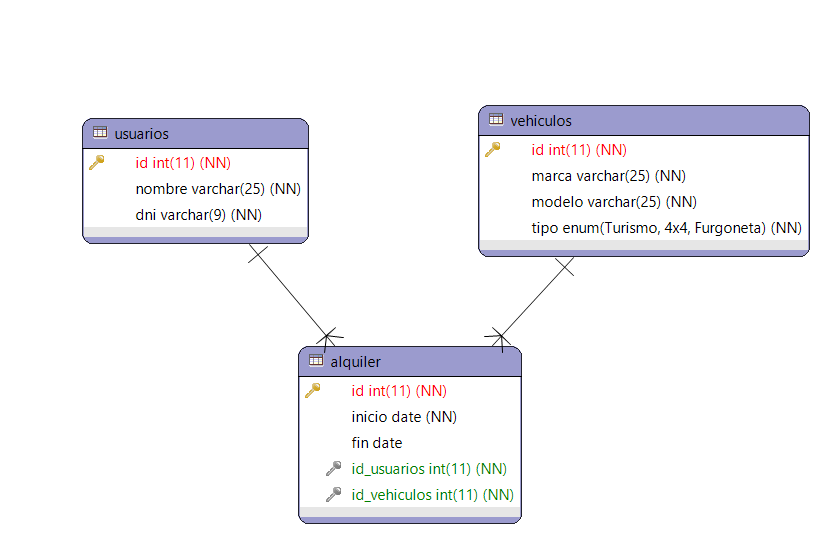 usuarios
id int(11) (NN)
nombre varchar(25) (NN)
dni varchar(9) (NN)
vehiculos
id int(11) (NN)
marca varchar(25) (NN)
modelo varchar(25) (NN)
tipo enum(Turismo, 4x4, Furgoneta) (NN)
alquiler
id int(11) (NN)
inicio date (NN)
fin date
id_usuarios int(11) (NN)
id_vehiculos int(11) (NN)